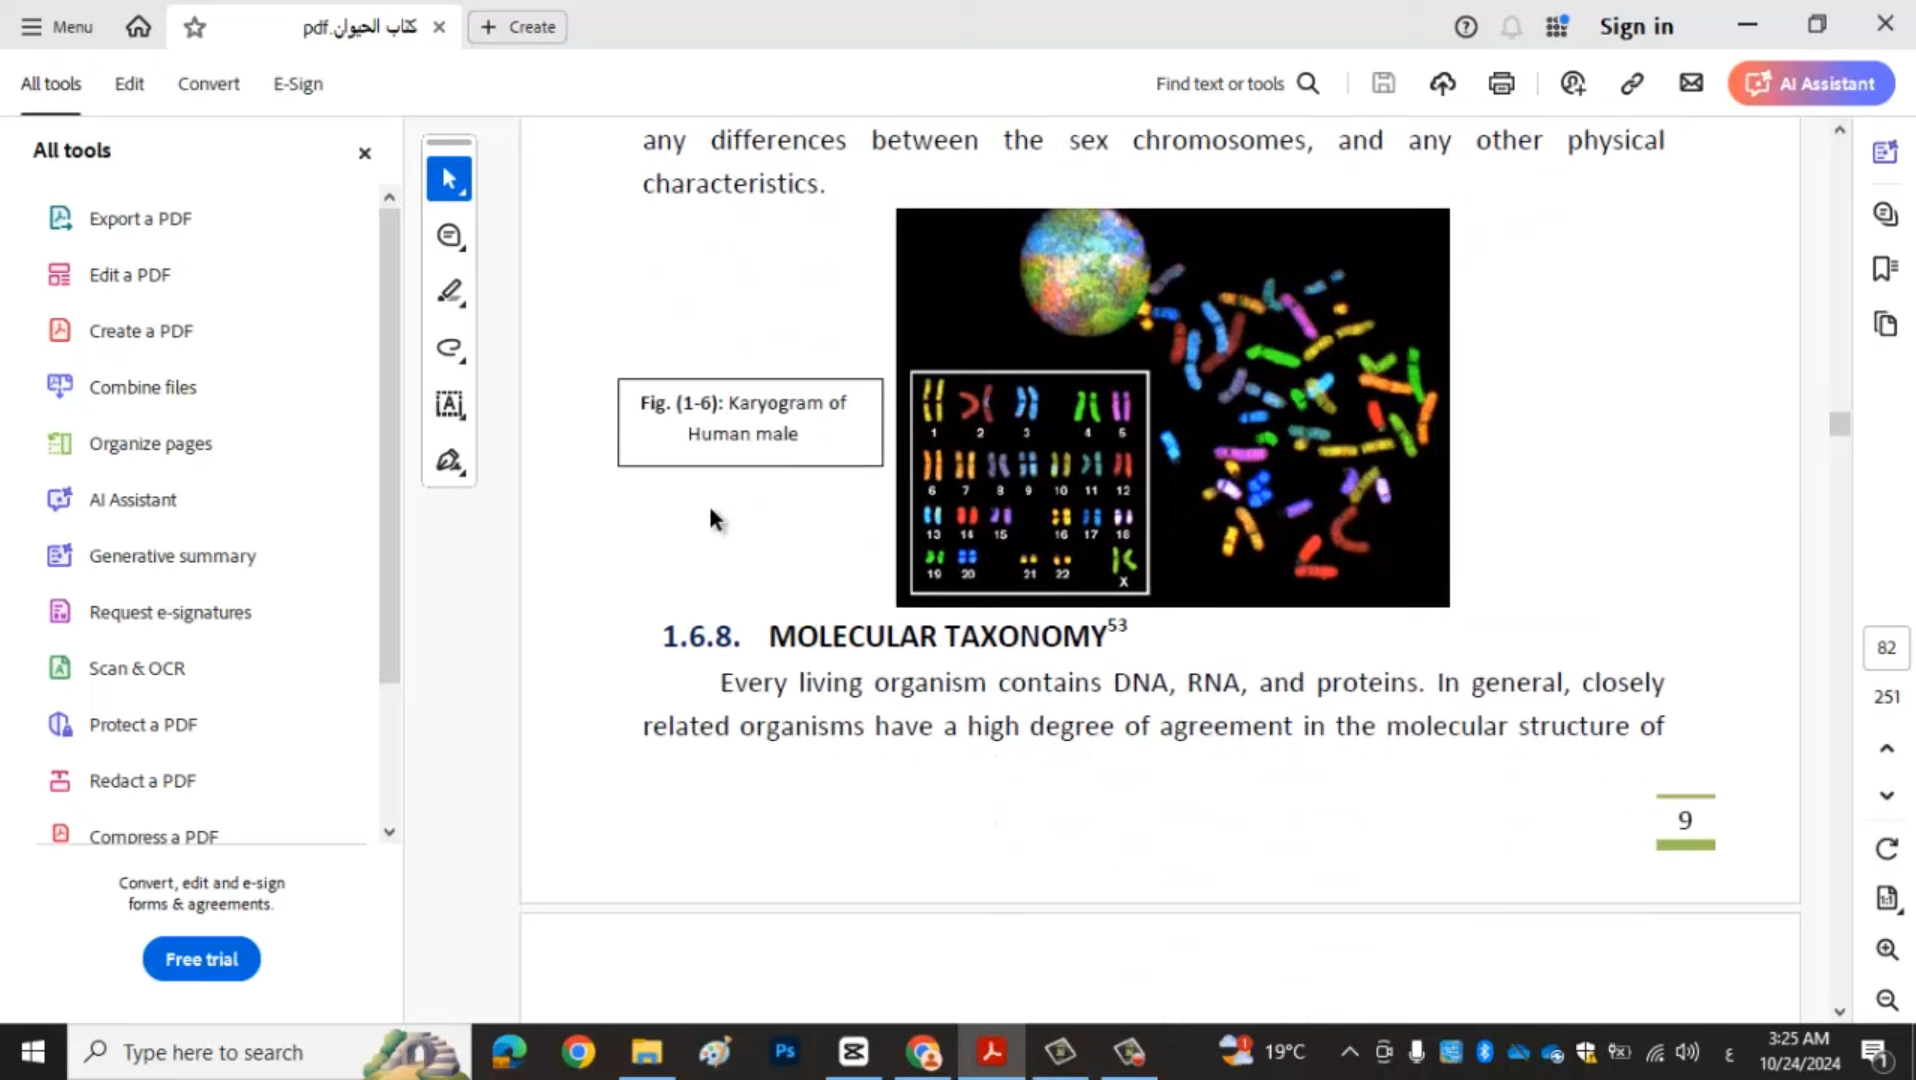 Menu
كتاب الحيوان.pdf
Create
Sign in
All tools
Edit
Convert
E-Sign
Find text or tools
AI Assistant
All tools
Export a PDF
Edit a PDF
Create a PDF
Combine files
Organize pages
AI Assistant
Generative summary
Request e-signatures
Scan & OCR
Protect a PDF
Redact a PDF
Compress a PDF
Convert, edit and e-sign
forms & agreements.
Free trial
any differences between the sex chromosomes, and any other physical
characteristics.
Fig. (1-6): Karyogram of
Human male
1 2 3 4 5
6 7 8 9 10 11 12
13 14 15 16 17 18
19 20 21 22 X
1.6.8. MOLECULAR TAXONOMY53
Every living organism contains DNA, RNA, and proteins. In general, closely
related organisms have a high degree of agreement in the molecular structure of
9
82
251
Type here to search
Ps
19°C
ع
3:25 AM
10/24/2024
1